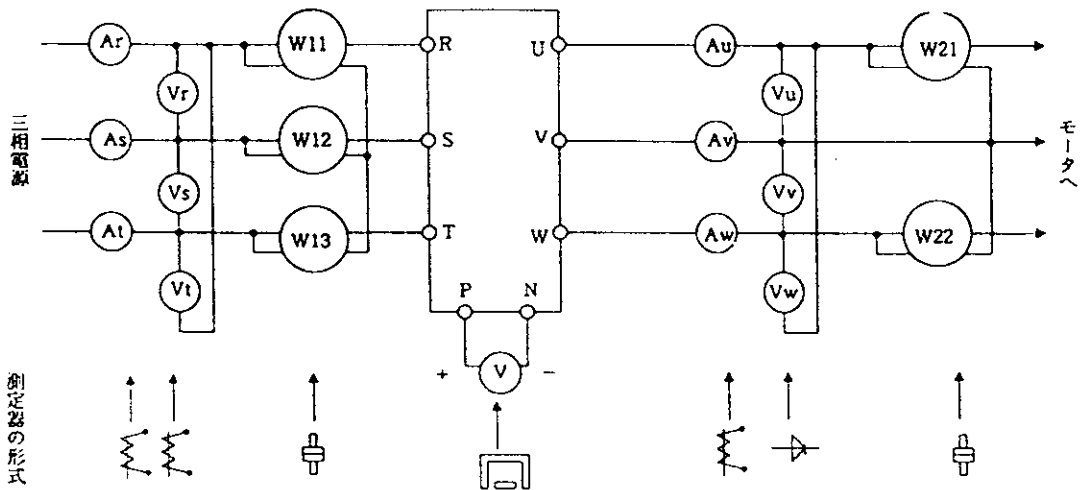 Ar W11 R U Au W21
Vr Vu
三相電源 As W12 S V Av モータへ
Vs Vv
At W13 T W Aw W22
Vt P N Vw
+ V −
測定器の形式